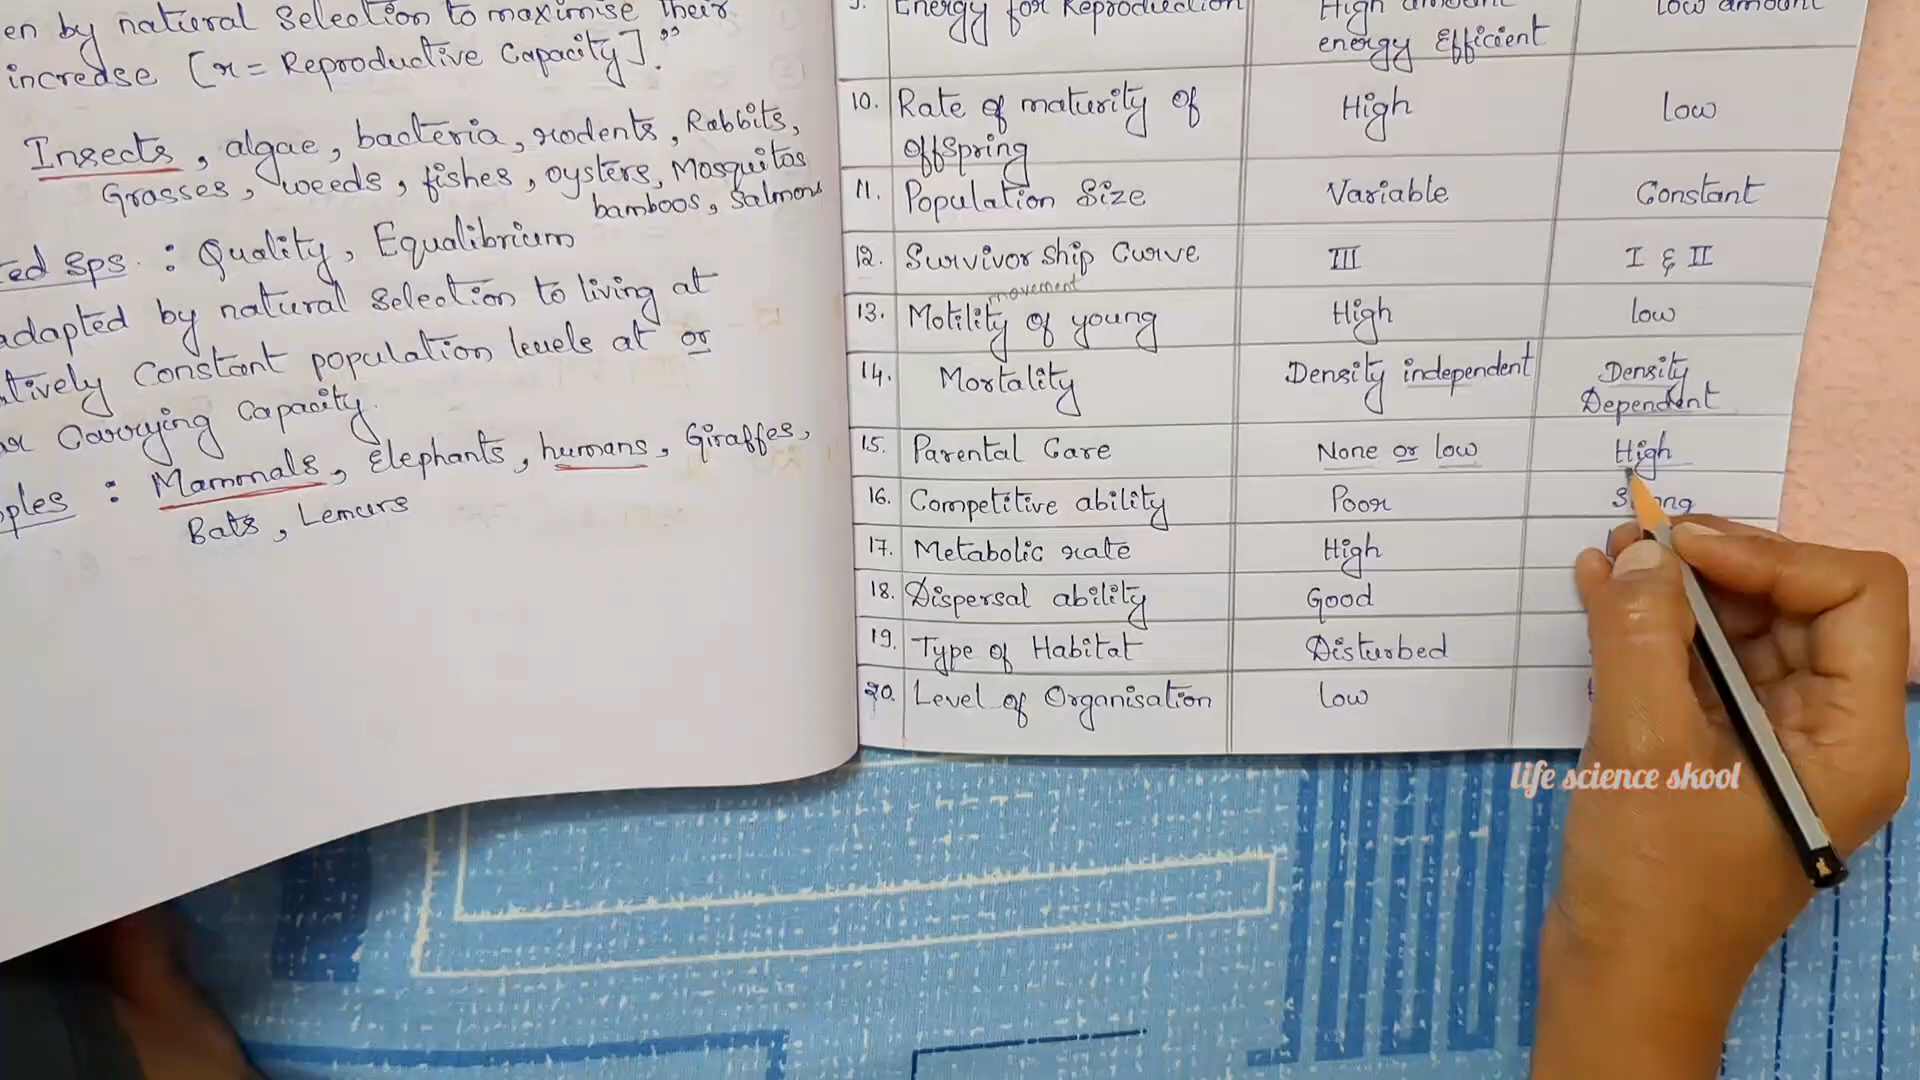 en by natural selection to maximise their
increase [r = Reproductive Capacity]."
Insects, algae, bacteria, rodents, Rabbits,
Grasses, weeds, fishes, oysters, Mosquitos
bamboos, Salmons
ted Sps. : Quality, Equalibrium
adapted by natural selection to living at
tively Constant population levels at or
Carrying Capacity.
ples : Mammals, Elephants, humans, Giraffes,
Bats, Lemurs
9. Energy for Reproduction High amount low amount
energy Efficient
10. Rate of maturity of High low
offspring
11. Population Size Variable Constant
12. Survivorship Curve III I & II
movement
13. Motility of young High low
14. Mortality Density independent Density
Dependent
15. Parental Care None or low High
16. Competitive ability Poor
17. Metabolic rate High
18. Dispersal ability Good
19. Type of Habitat Disturbed
20. Level of Organisation low
life science skool